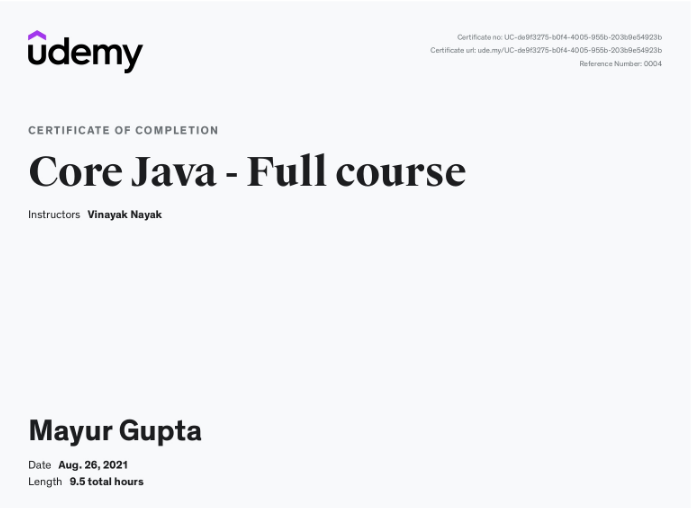 udemy
Certificate no: UC-de9f3275-b0f4-4005-955b-203b9e54923b
Certificate url: ude.my/UC-de9f3275-b0f4-4005-955b-203b9e54923b
Reference Number: 0004
CERTIFICATE OF COMPLETION
Core Java - Full course
Instructors Vinayak Nayak
Mayur Gupta
Date Aug. 26, 2021
Length 9.5 total hours